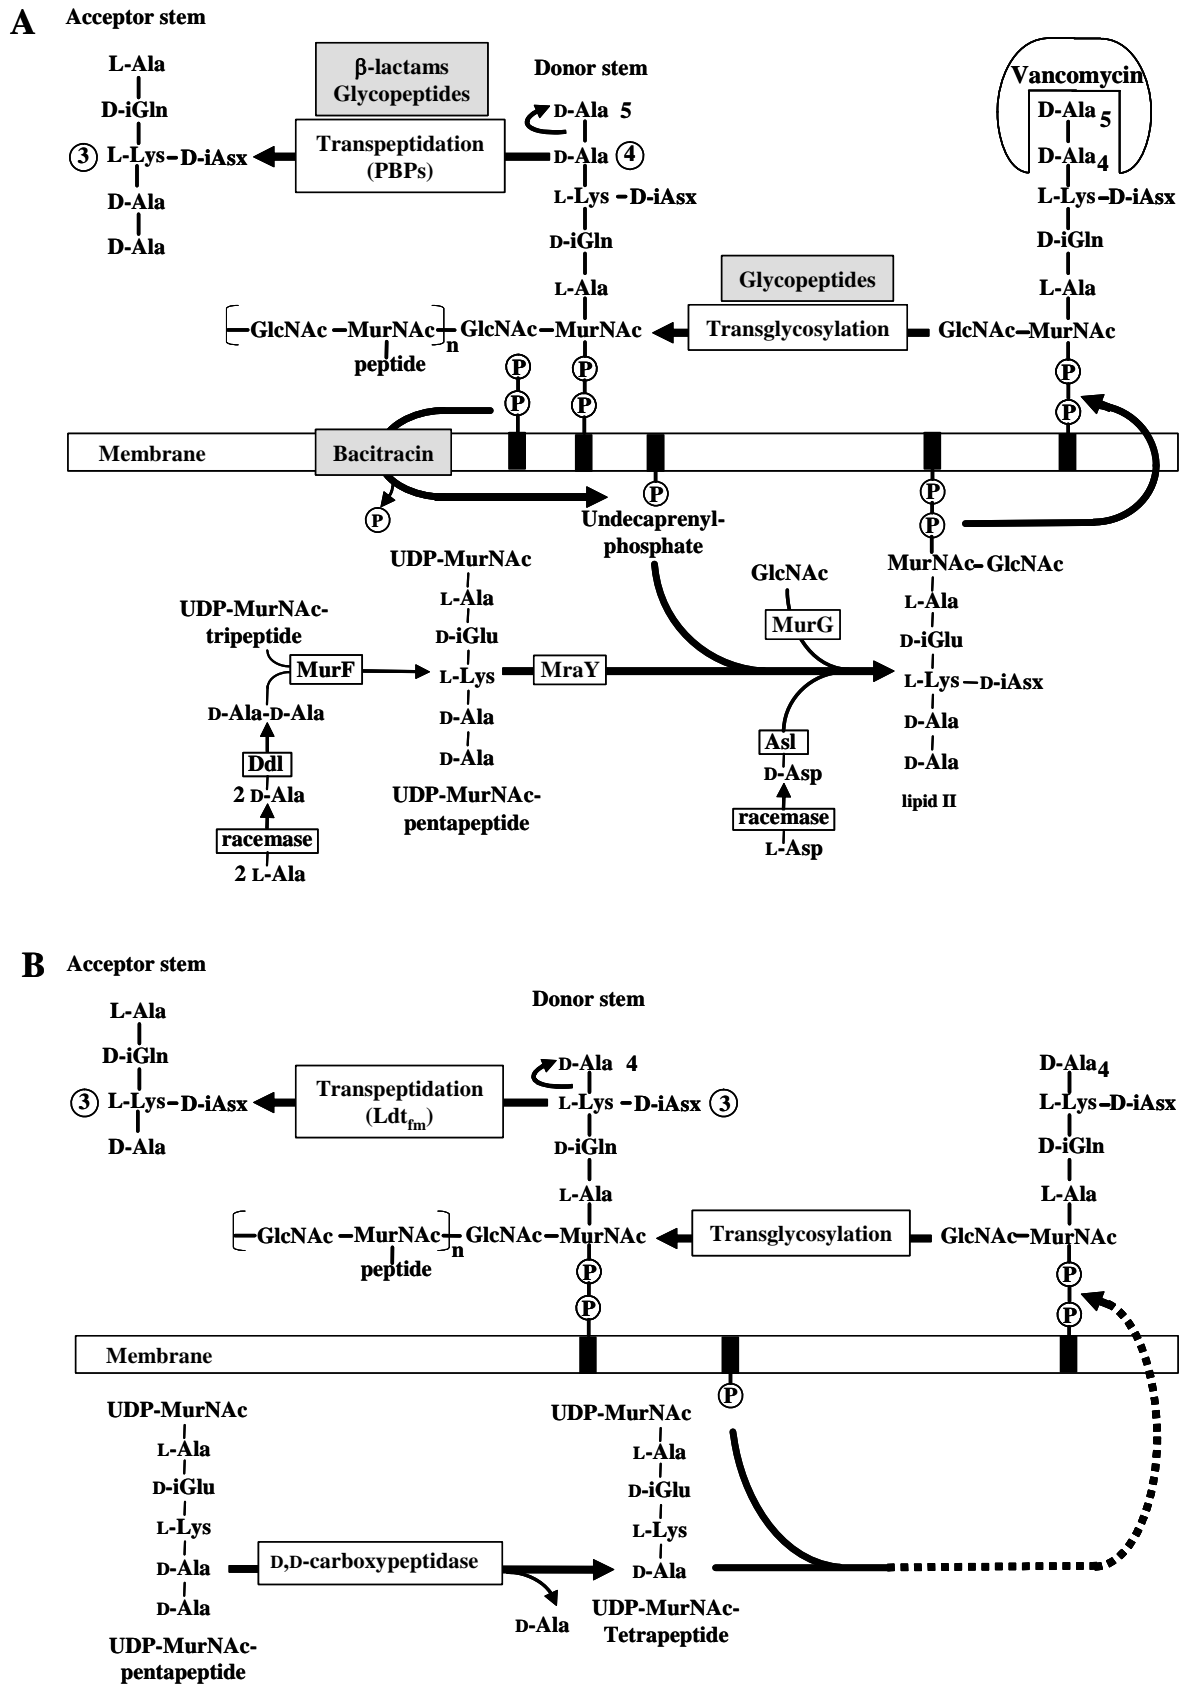 A
Acceptor stem
L-Ala
D-iGln
③ L-Lys–D-iAsx
D-Ala
D-Ala
β-lactams
Glycopeptides
Transpeptidation
(PBPs)
Donor stem
D-Ala 5
D-Ala ④
L-Lys–D-iAsx
D-iGln
L-Ala
GlcNAc–MurNAc
peptide
n
GlcNAc–MurNAc
P
P
P
P
Glycopeptides
Transglycosylation
Vancomycin
D-Ala5
D-Ala4
L-Lys–D-iAsx
D-iGln
L-Ala
GlcNAc–MurNAc
P
P
Membrane
Bacitracin
P
P
Undecaprenyl-
phosphate
P
P
MurNAc–GlcNAc
L-Ala
D-iGlu
L-Lys–D-iAsx
D-Ala
D-Ala
lipid II
UDP-MurNAc-
tripeptide
MurF
D-Ala-D-Ala
Ddl
2 D-Ala
racemase
2 L-Ala
UDP-MurNAc
L-Ala
D-iGlu
L-Lys
D-Ala
D-Ala
UDP-MurNAc-
pentapeptide
MraY
GlcNAc
MurG
Asl
D-Asp
racemase
L-Asp
B
Acceptor stem
L-Ala
D-iGln
③ L-Lys–D-iAsx
D-Ala
Transpeptidation
(Ldtfm)
Donor stem
D-Ala 4
L-Lys–D-iAsx ③
D-iGln
L-Ala
GlcNAc–MurNAc
peptide
n
GlcNAc–MurNAc
P
P
Transglycosylation
D-Ala4
L-Lys–D-iAsx
D-iGln
L-Ala
GlcNAc–MurNAc
P
P
Membrane
P
UDP-MurNAc
L-Ala
D-iGlu
L-Lys
D-Ala
D-Ala
UDP-MurNAc-
pentapeptide
D,D-carboxypeptidase
D-Ala
UDP-MurNAc
L-Ala
D-iGlu
L-Lys
D-Ala
UDP-MurNAc-
Tetrapeptide